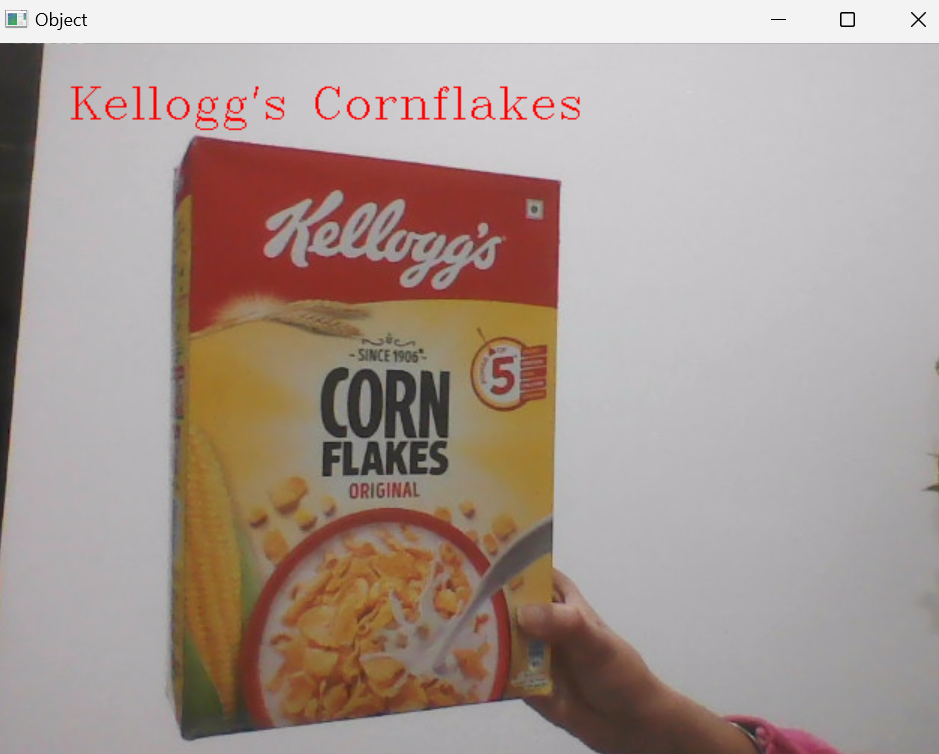 Object
Kellogg's Cornflakes
Kellogg's
- SINCE 1906* -
CORN
FLAKES
ORIGINAL
5